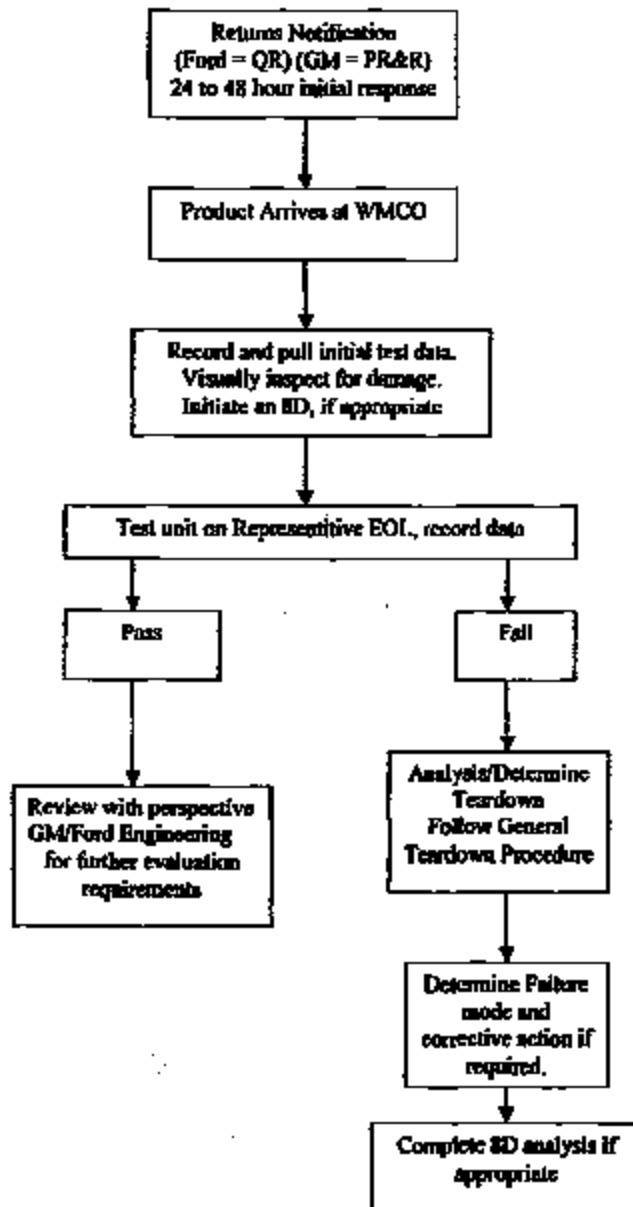 Returns Notification
(Ford = QR) (GM = PR&R)
24 to 48 hour initial response
Product Arrives at WMCO
Record and pull initial test data.
Visually inspect for damage.
Initiate an 8D, if appropriate
Test unit on Representitive EOL, record data
Pass
Fail
Review with perspective
GM/Ford Engineering
for further evaluation
requirements
Analysis/Determine
Teardown
Follow General
Teardown Procedure
Determine Failure
mode and
corrective action if
required.
Complete 8D analysis if
appropriate